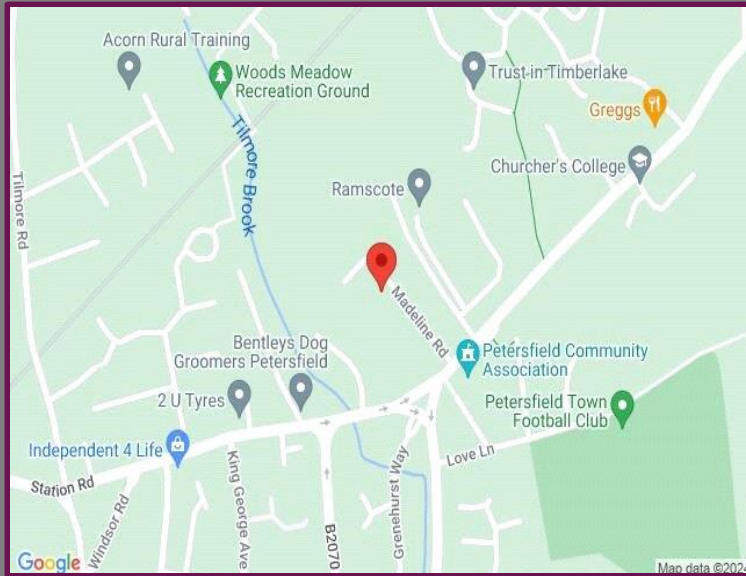 Acorn Rural Training
Woods Meadow
Recreation Ground
Trust in Timberlake
Greggs
Churcher's College
Tilmore Rd
Tilmore Brook
Ramscote
Madeline Rd
Bentleys Dog
Groomers Petersfield
Petersfield Community
Association
2 U Tyres
Petersfield Town
Football Club
Independent 4 Life
Love Ln
Station Rd
Windsor Rd
King George Ave
B2070
Grenehurst Way
Google
Map data ©2024